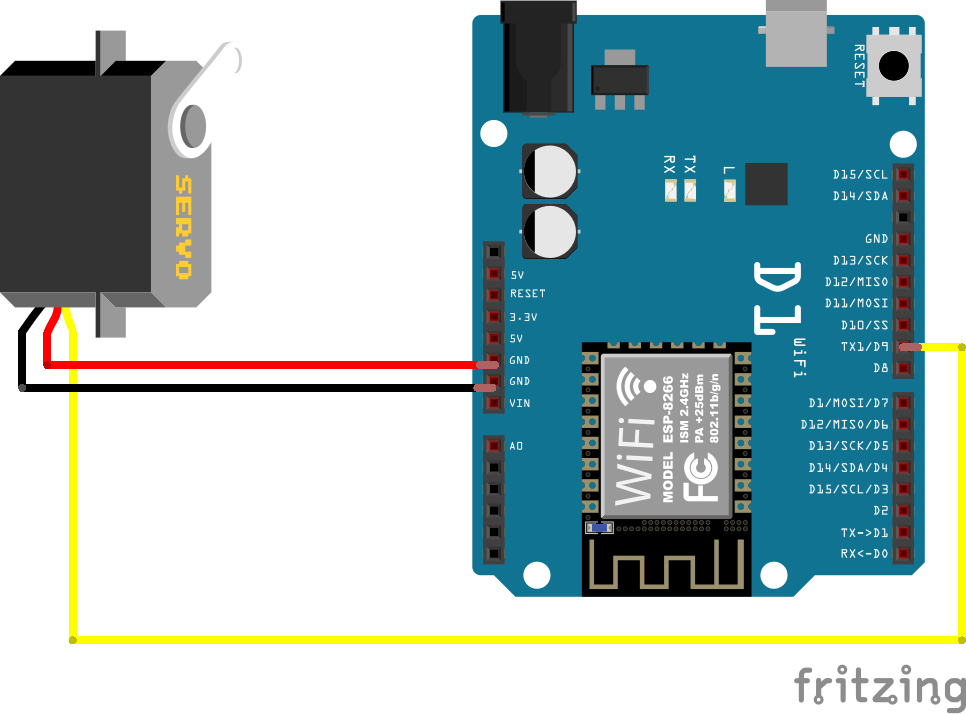 SERVO
RESET
RX
TX
L
D1
WiFi
5V
RESET
3.3V
5V
GND
GND
VIN
A0
D15/SCL
D14/SDA
GND
D13/SCK
D12/MISO
D11/MOSI
D10/SS
TX1/D9
D8
D1/MOSI/D7
D12/MISO/D6
D13/SCK/D5
D14/SDA/D4
D15/SCL/D3
D2
TX->D1
RX<-D0
WiFi
MODEL ESP-8266
ISM 2.4GHz
PA +25dBm
802.11b/g/n
FC
fritzing